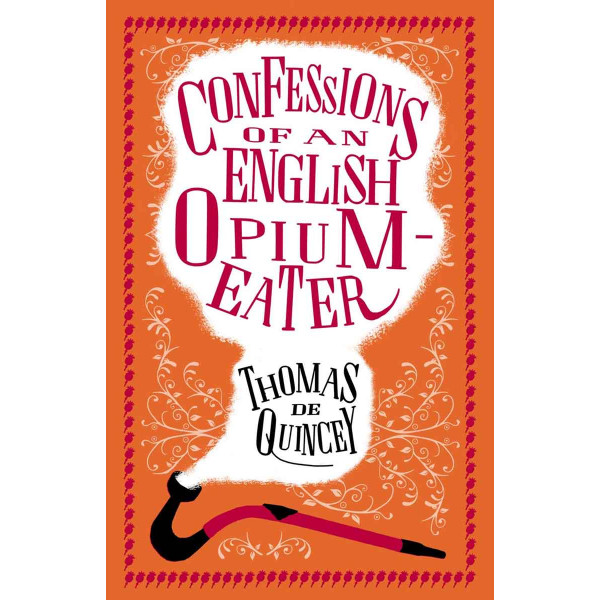 CONFESSIONS
OF AN
ENGLISH
OPIUM-
EATER
THOMAS
DE
QUINCEY